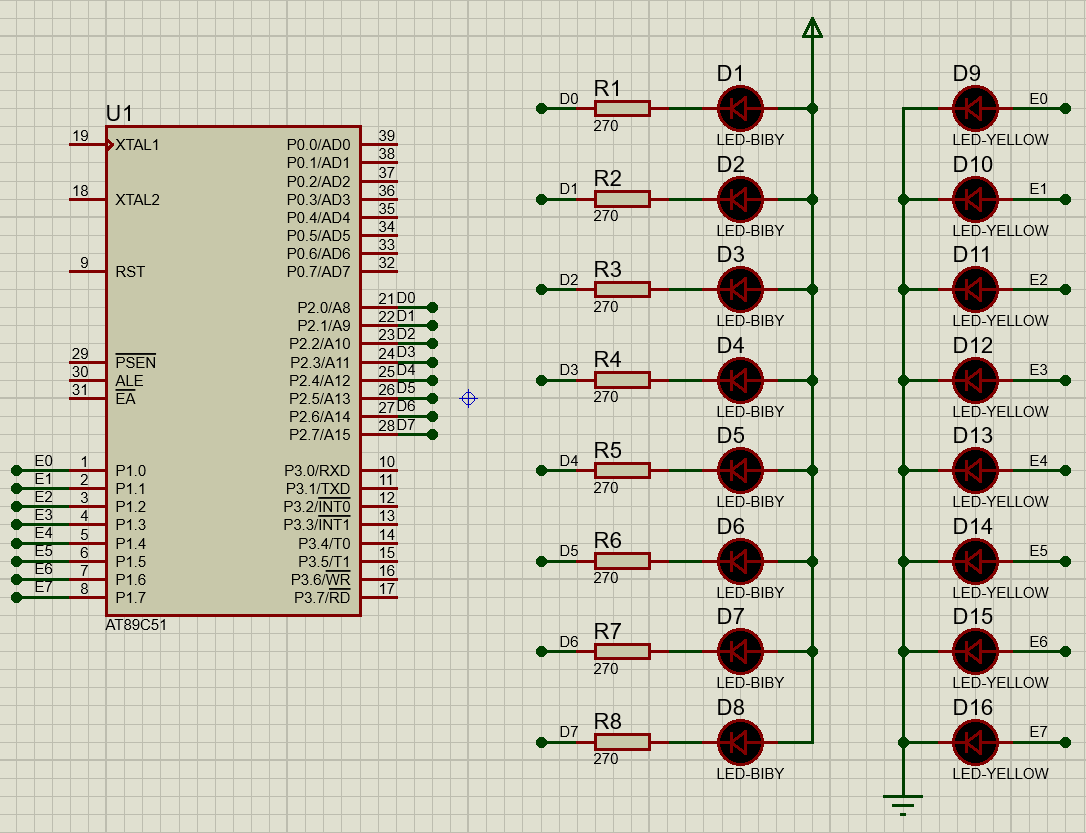 U1
19 XTAL1
18 XTAL2
9 RST
29 PSEN
30 ALE
31 EA
E0 1 P1.0
E1 2 P1.1
E2 3 P1.2
E3 4 P1.3
E4 5 P1.4
E5 6 P1.5
E6 7 P1.6
E7 8 P1.7
P0.0/AD0 39
P0.1/AD1 38
P0.2/AD2 37
P0.3/AD3 36
P0.4/AD4 35
P0.5/AD5 34
P0.6/AD6 33
P0.7/AD7 32
P2.0/A8 21 D0
P2.1/A9 22 D1
P2.2/A10 23 D2
P2.3/A11 24 D3
P2.4/A12 25 D4
P2.5/A13 26 D5
P2.6/A14 27 D6
P2.7/A15 28 D7
P3.0/RXD 10
P3.1/TXD 11
P3.2/INT0 12
P3.3/INT1 13
P3.4/T0 14
P3.5/T1 15
P3.6/WR 16
P3.7/RD 17
AT89C51
D0 R1 D1
270 LED-BIBY
D1 R2 D2
270 LED-BIBY
D2 R3 D3
270 LED-BIBY
D3 R4 D4
270 LED-BIBY
D4 R5 D5
270 LED-BIBY
D5 R6 D6
270 LED-BIBY
D6 R7 D7
270 LED-BIBY
D7 R8 D8
270 LED-BIBY
D9 E0
LED-YELLOW
D10 E1
LED-YELLOW
D11 E2
LED-YELLOW
D12 E3
LED-YELLOW
D13 E4
LED-YELLOW
D14 E5
LED-YELLOW
D15 E6
LED-YELLOW
D16 E7
LED-YELLOW